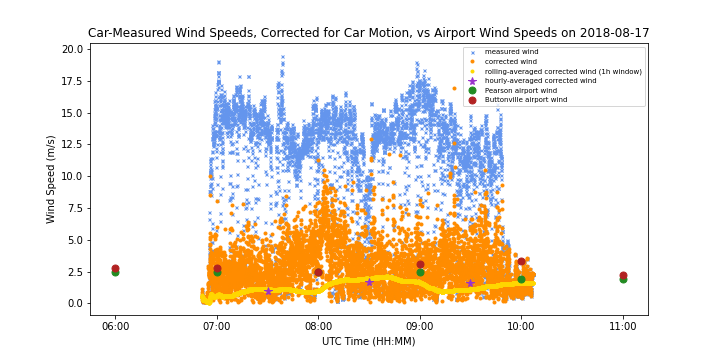 Car-Measured Wind Speeds, Corrected for Car Motion, vs Airport Wind Speeds on 2018-08-17
measured wind
corrected wind
rolling-averaged corrected wind (1h window)
hourly-averaged corrected wind
Pearson airport wind
Buttonville airport wind
Wind Speed (m/s)
20.0
17.5
15.0
12.5
10.0
7.5
5.0
2.5
0.0
06:00 07:00 08:00 09:00 10:00 11:00
UTC Time (HH:MM)